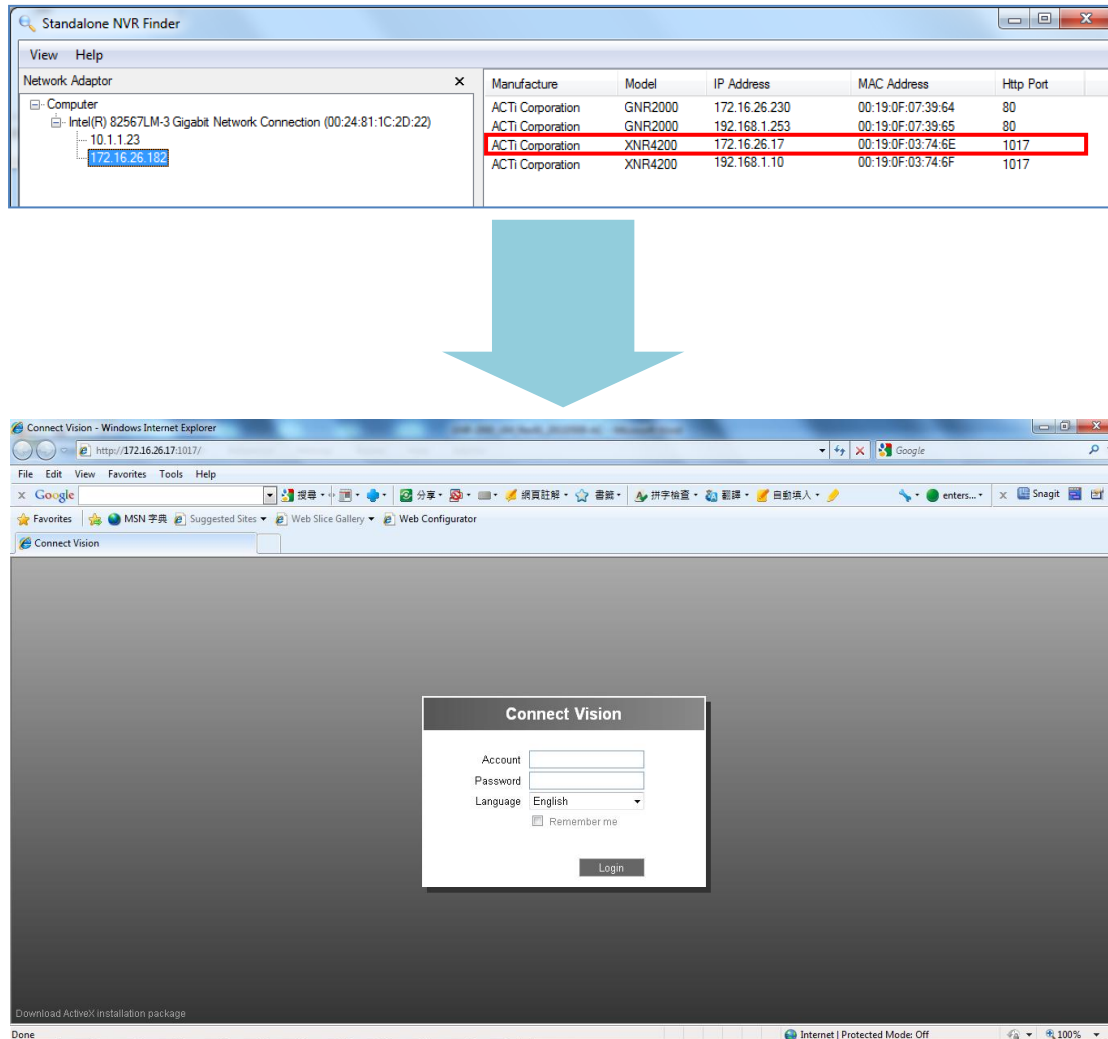 Standalone NVR Finder
View Help
Network Adaptor x
Computer
Intel(R) 82567LM-3 Gigabit Network Connection (00:24:81:1C:2D:22)
10.1.1.23
172.16.26.182
Manufacture Model IP Address MAC Address Http Port
ACTi Corporation GNR2000 172.16.26.230 00:19:0F:07:39:64 80
ACTi Corporation GNR2000 192.168.1.253 00:19:0F:07:39:65 80
ACTi Corporation XNR4200 172.16.26.17 00:19:0F:03:74:6E 1017
ACTi Corporation XNR4200 192.168.1.10 00:19:0F:03:74:6F 1017
Connect Vision - Windows Internet Explorer
http://172.16.26.17:1017/ Google
File Edit View Favorites Tools Help
x Google 搜尋 分享 網頁註解 書籤 拼字檢查 翻譯 自動填入 enters... x Snagit
Favorites MSN 字典 Suggested Sites Web Slice Gallery Web Configurator
Connect Vision
Connect Vision
Account
Password
Language English
Remember me
Login
Download ActiveX installation package
Done Internet | Protected Mode: Off 100%